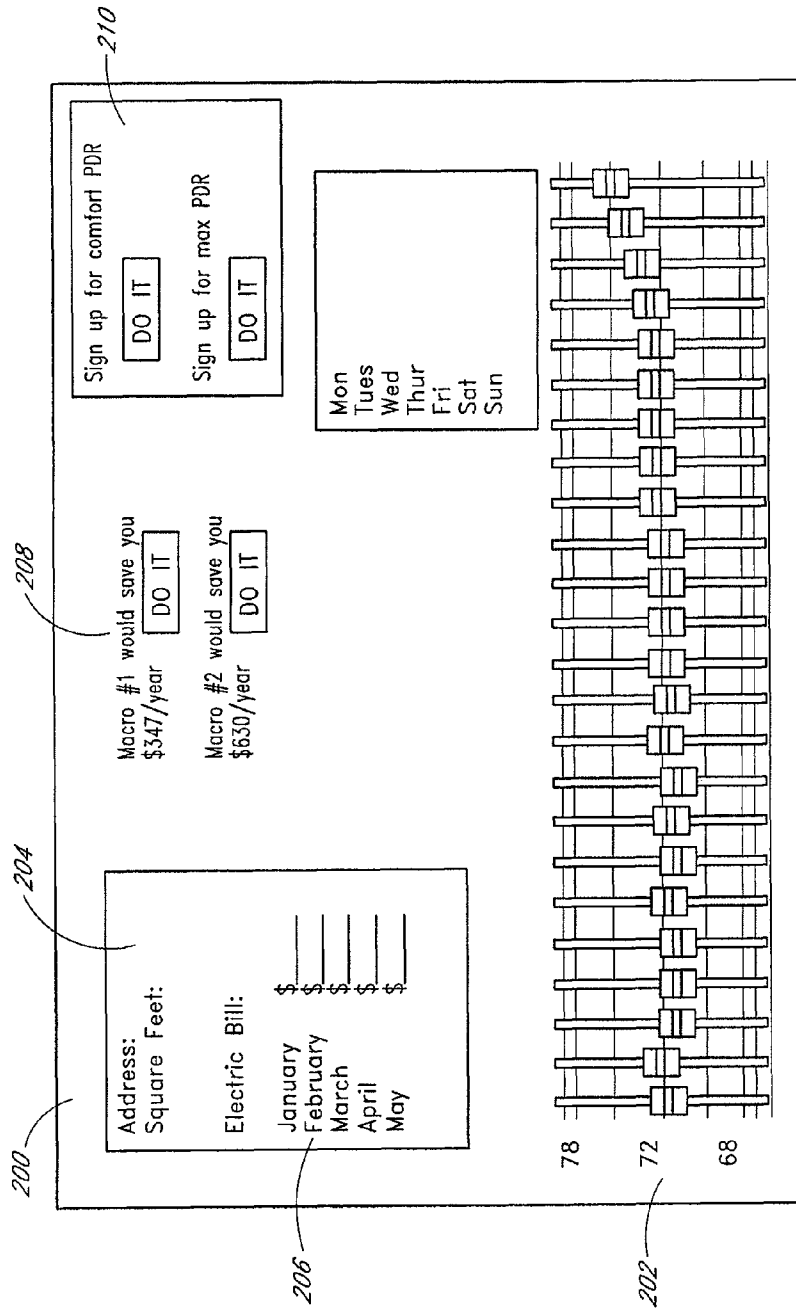 200
204
208
210
Address:
Square Feet:
Electric Bill:
January $
February $
March $
April $
May $
206
Macro #1 would save you
$347/year DO IT
Macro #2 would save you
$630/year DO IT
Sign up for comfort PDR
DO IT
Sign up for max PDR
DO IT
Mon
Tues
Wed
Thur
Fri
Sat
Sun
78
72
68
202